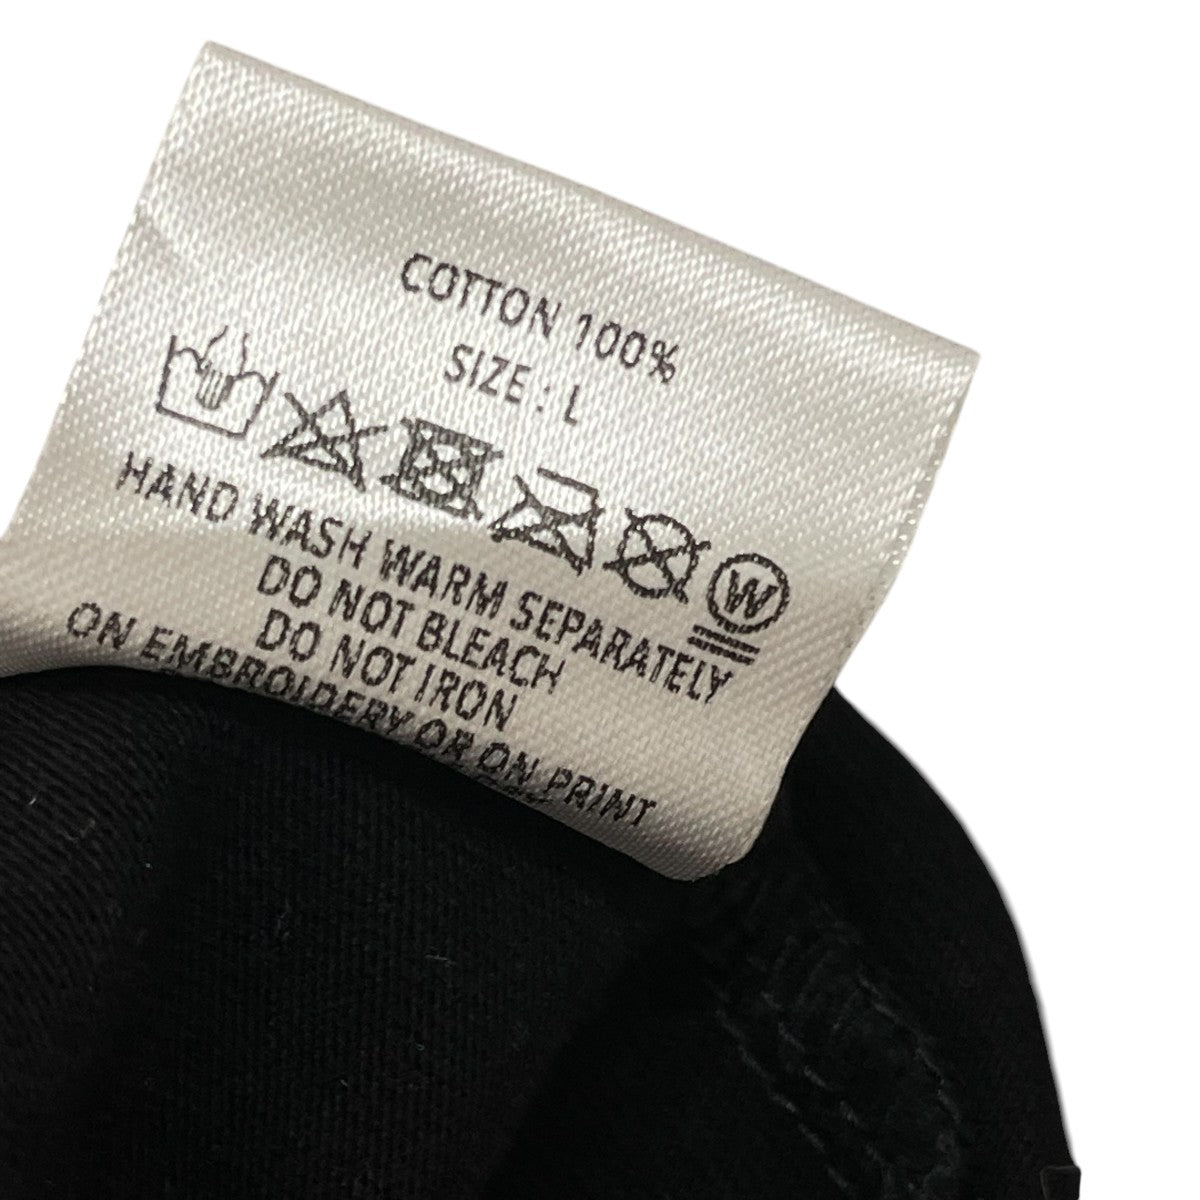 COTTON 100%
SIZE : L
W
HAND WASH WARM SEPARATELY
DO NOT BLEACH
DO NOT IRON
ON EMBROIDERY OR ON PRINT